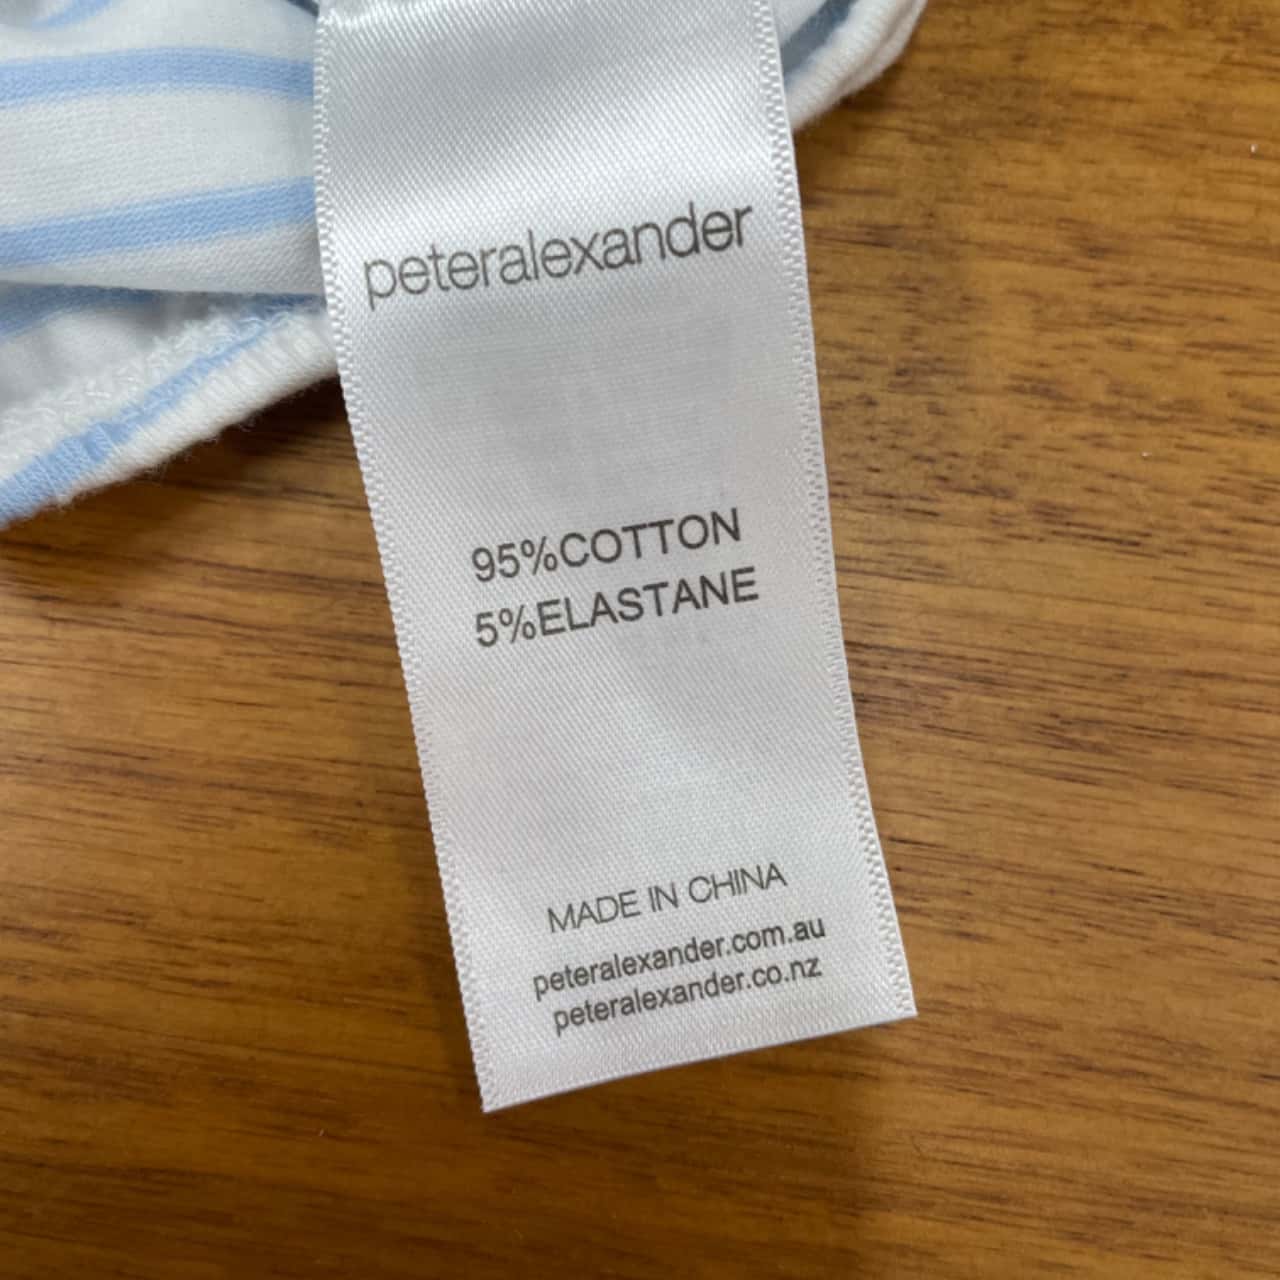 peteralexander
95%COTTON
5%ELASTANE
MADE IN CHINA
peteralexander.com.au
peteralexander.co.nz